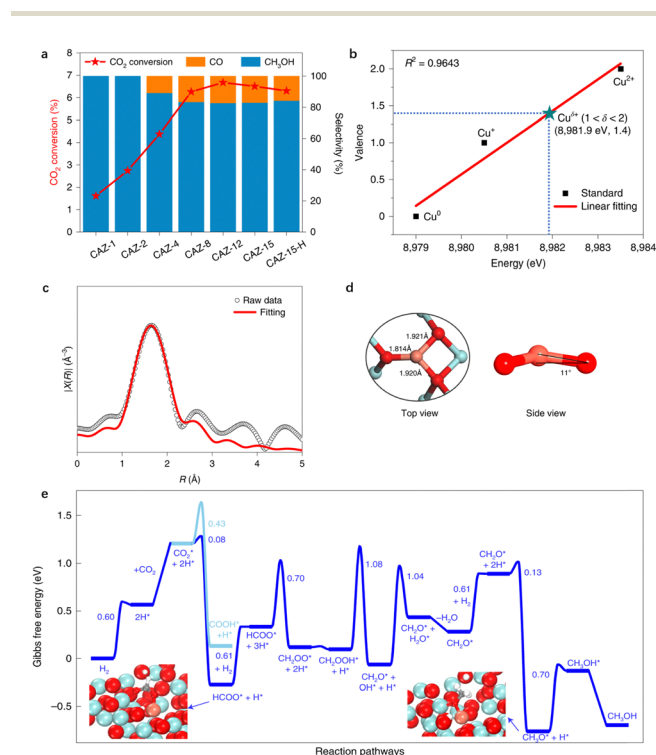 a
CO2 conversion
CO
CH3OH
8
7
6
5
4
3
2
1
0
CO2 conversion (%)
100
80
60
40
20
0
Selectivity (%)
CAZ-1
CAZ-2
CAZ-4
CAZ-8
CAZ-12
CAZ-15
CAZ-15-H
b
R2 = 0.9643
2.0
1.5
1.0
0.5
0
Valence
Cu2+
Cuδ+ (1 < δ < 2)
(8,981.9 eV, 1.4)
Cu+
Cu0
Standard
Linear fitting
8,979
8,980
8,981
8,982
8,983
8,984
Energy (eV)
c
Raw data
Fitting
|X(R)| (Å−3)
0
1
2
3
4
5
R (Å)
d
1.921Å
1.814Å
1.920Å
11°
Top view
Side view
e
1.5
1.0
0.5
0
−0.5
Gibbs free energy (eV)
H2
0.60
2H*
+CO2
CO2*
+ 2H*
0.43
0.08
COOH*
+H*
0.61
+ H2
HCOO* + H*
HCOO*
+ 3H*
0.70
CH2OO*
+ 2H*
CH2OOH*
+ H*
1.08
CH2O* +
OH* + H*
1.04
CH2O* +
H2O*
−H2O
CH2O*
0.61
+ H2
CH2O*
+ 2H*
0.13
CH3O* + H*
0.70
CH3OH*
CH3OH
Reaction pathways